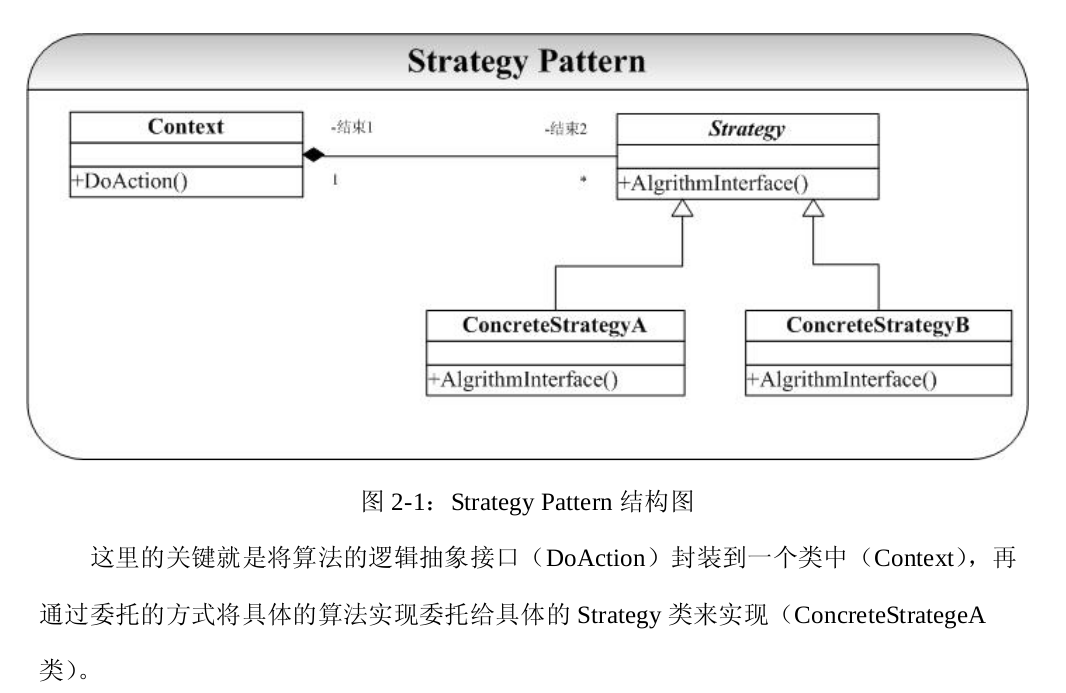 Strategy Pattern
Context
-结束1
-结束2
Strategy
+DoAction()
1
*
+AlgrithmInterface()
ConcreteStrategyA
ConcreteStrategyB
+AlgrithmInterface()
+AlgrithmInterface()
图 2-1：Strategy Pattern 结构图
这里的关键就是将算法的逻辑抽象接口（DoAction）封装到一个类中（Context），再
通过委托的方式将具体的算法实现委托给具体的 Strategy 类来实现（ConcreteStrategeA
类）。